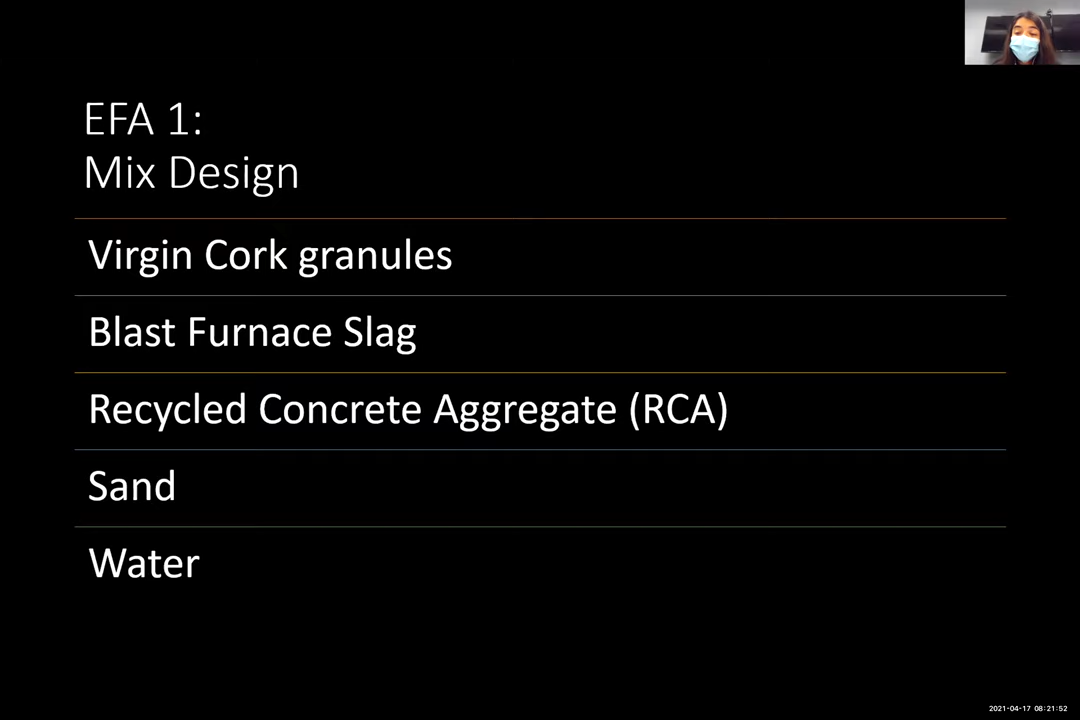 EFA 1:
Mix Design
Virgin Cork granules
Blast Furnace Slag
Recycled Concrete Aggregate (RCA)
Sand
Water
2021-04-17 08:21:52